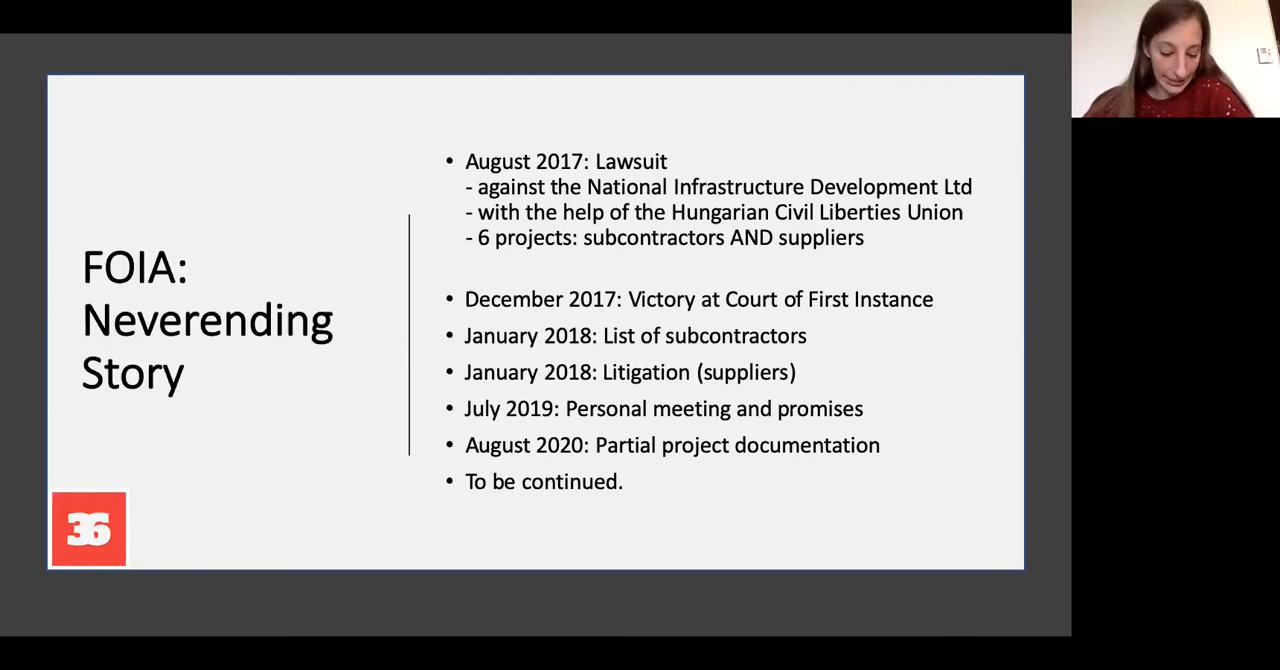 FOIA:
Neverending
Story
• August 2017: Lawsuit
- against the National Infrastructure Development Ltd
- with the help of the Hungarian Civil Liberties Union
- 6 projects: subcontractors AND suppliers
• December 2017: Victory at Court of First Instance
• January 2018: List of subcontractors
• January 2018: Litigation (suppliers)
• July 2019: Personal meeting and promises
• August 2020: Partial project documentation
• To be continued.
36